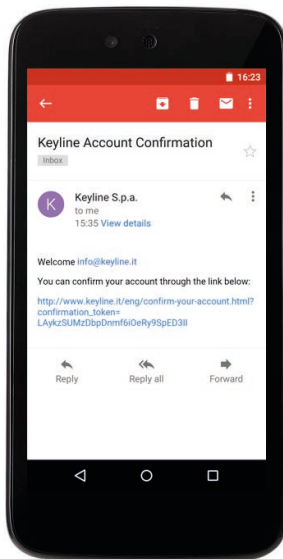 16:23
Keyline Account Confirmation
Inbox
K
Keyline S.p.a.
to me
15:35 View details
Welcome info@keyline.it
You can confirm your account through the link below:
http://www.keyline.it/eng/confirm-your-account.html?
confirmation_token=
LAykzSUMzDbpDnmf6iOeRy9SpED3Il
Reply
Reply all
Forward